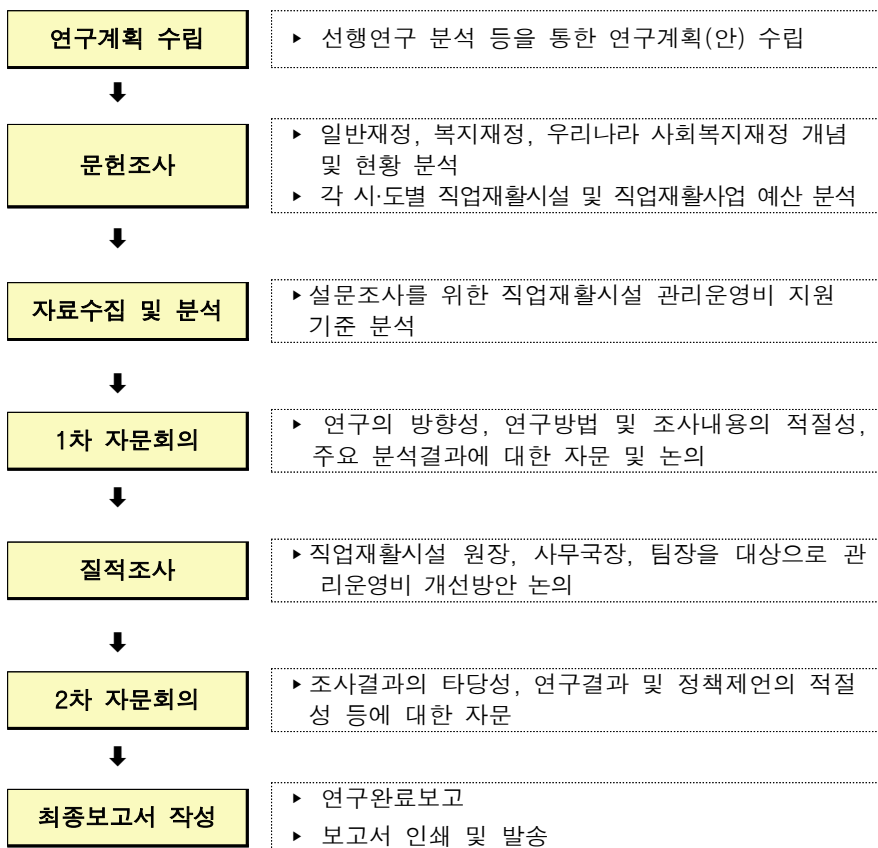 연구계획 수립
▸ 선행연구 분석 등을 통한 연구계획(안) 수립
⬇
문헌조사
▸ 일반재정, 복지재정, 우리나라 사회복지재정 개념
및 현황 분석
▸ 각 시·도별 직업재활시설 및 직업재활사업 예산 분석
⬇
자료수집 및 분석
▸설문조사를 위한 직업재활시설 관리운영비 지원
기준 분석
⬇
1차 자문회의
▸ 연구의 방향성, 연구방법 및 조사내용의 적절성,
주요 분석결과에 대한 자문 및 논의
⬇
질적조사
▸직업재활시설 원장, 사무국장, 팀장을 대상으로 관
리운영비 개선방안 논의
⬇
2차 자문회의
▸조사결과의 타당성, 연구결과 및 정책제언의 적절
성 등에 대한 자문
⬇
최종보고서 작성
▸ 연구완료보고
▸ 보고서 인쇄 및 발송